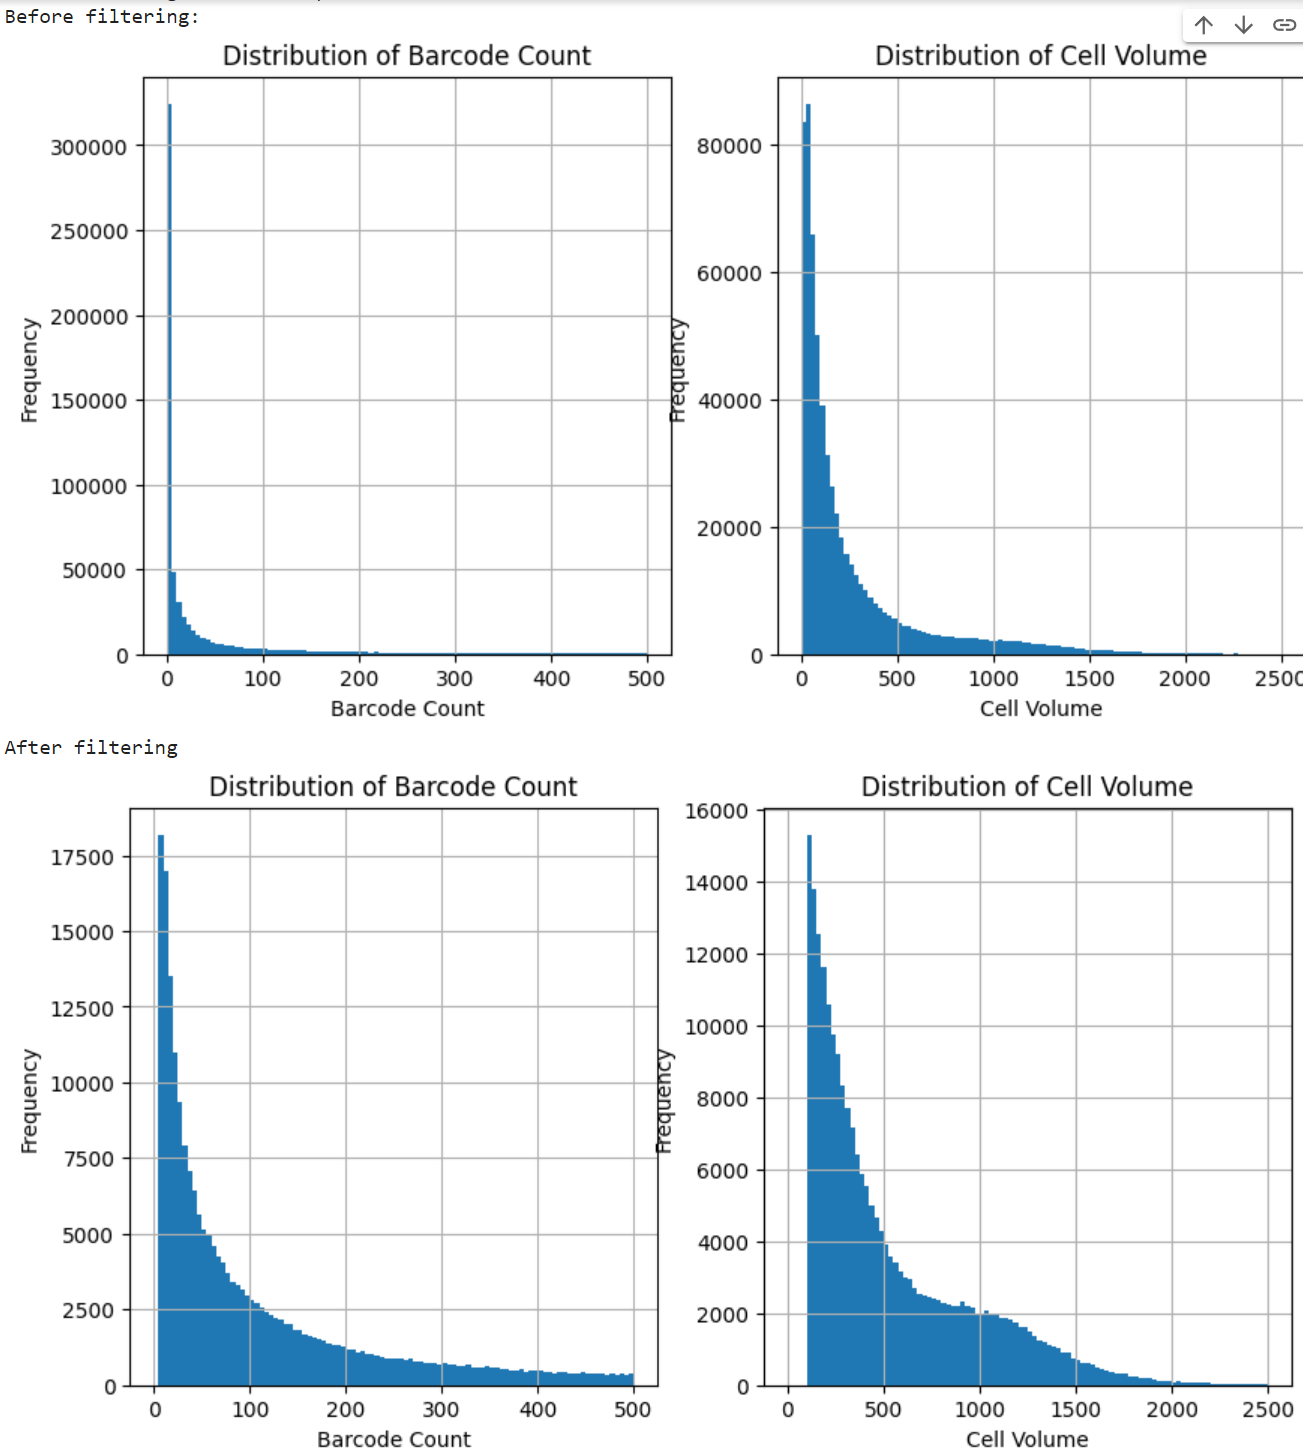 Before filtering:
Distribution of Barcode Count
300000
250000
200000
150000
100000
50000
0
Frequency
0 100 200 300 400 500
Barcode Count
Distribution of Cell Volume
80000
60000
40000
20000
0
Frequency
0 500 1000 1500 2000 2500
Cell Volume
After filtering
Distribution of Barcode Count
17500
15000
12500
10000
7500
5000
2500
0
Frequency
0 100 200 300 400 500
Barcode Count
Distribution of Cell Volume
16000
14000
12000
10000
8000
6000
4000
2000
0
Frequency
0 500 1000 1500 2000 2500
Cell Volume